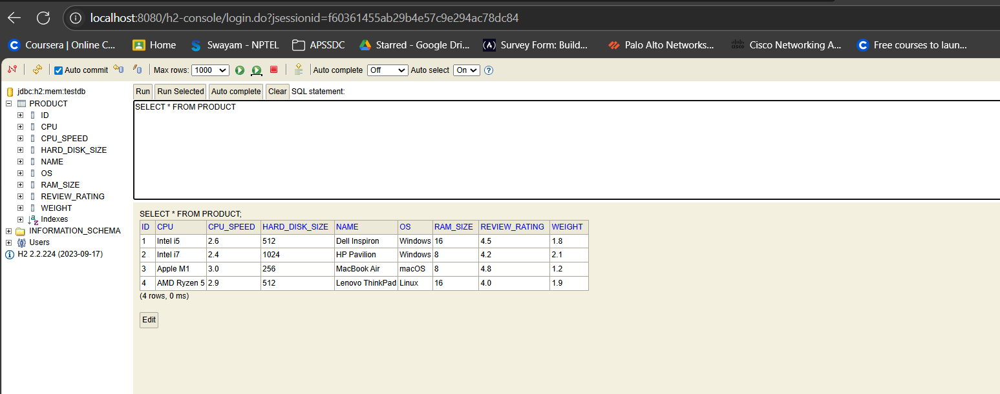 localhost:8080/h2-console/login.do?jsessionid=f60361455ab29b4e57c9e294ac78dc84
Coursera | Online C... Home Swayam - NPTEL APSSDC Starred - Google Dri... Survey Form: Build... Palo Alto Networks... Cisco Networking A... Free courses to laun...
Auto commit Max rows: 1000 Auto complete Off Auto select On
jdbc:h2:mem:testdb
PRODUCT
ID
CPU
CPU_SPEED
HARD_DISK_SIZE
NAME
OS
RAM_SIZE
REVIEW_RATING
WEIGHT
Indexes
INFORMATION_SCHEMA
Users
H2 2.2.224 (2023-09-17)
Run Run Selected Auto complete Clear SQL statement:
SELECT * FROM PRODUCT
SELECT * FROM PRODUCT;
ID CPU CPU_SPEED HARD_DISK_SIZE NAME OS RAM_SIZE REVIEW_RATING WEIGHT
1 Intel i5 2.6 512 Dell Inspiron Windows 16 4.5 1.8
2 Intel i7 2.4 1024 HP Pavilion Windows 8 4.2 2.1
3 Apple M1 3.0 256 MacBook Air macOS 8 4.8 1.2
4 AMD Ryzen 5 2.9 512 Lenovo ThinkPad Linux 16 4.0 1.9
(4 rows, 0 ms)
Edit